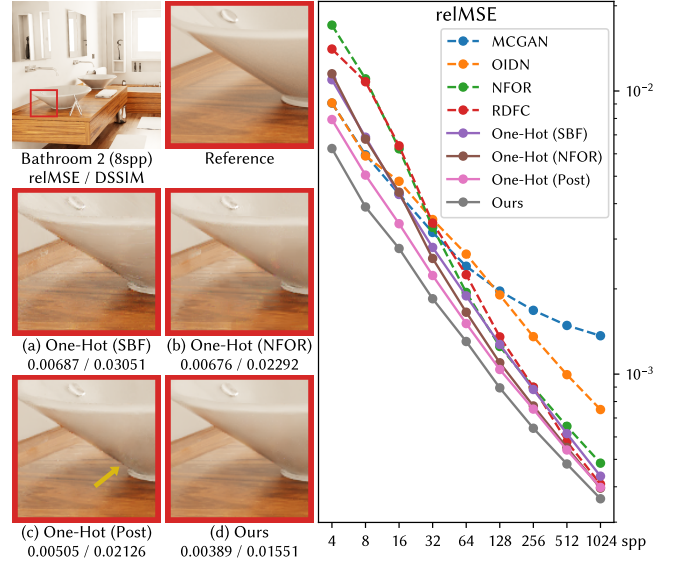 Bathroom 2 (8spp)
relMSE / DSSIM
Reference
(a) One-Hot (SBF)
0.00687 / 0.03051
(b) One-Hot (NFOR)
0.00676 / 0.02292
(c) One-Hot (Post)
0.00505 / 0.02126
(d) Ours
0.00389 / 0.01551
relMSE
MCGAN
OIDN
NFOR
RDFC
One-Hot (SBF)
One-Hot (NFOR)
One-Hot (Post)
Ours
10⁻²
10⁻³
4 8 16 32 64 128 256 512 1024 spp